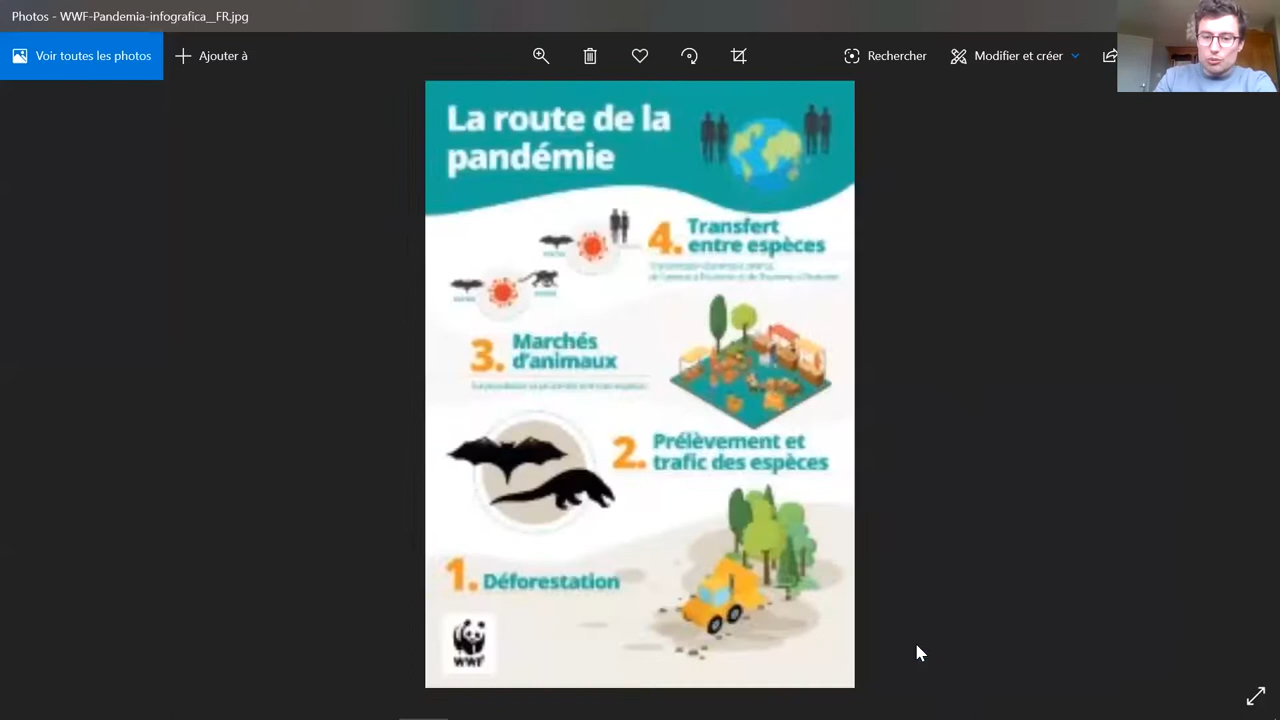 Photos - WWF-Pandemia-infografica__FR.jpg
Voir toutes les photos
Ajouter à
Rechercher
Modifier et créer
La route de la
pandémie
4. Transfert
entre espèces
3. Marchés
d'animaux
2. Prélèvement et
trafic des espèces
1. Déforestation
WWF